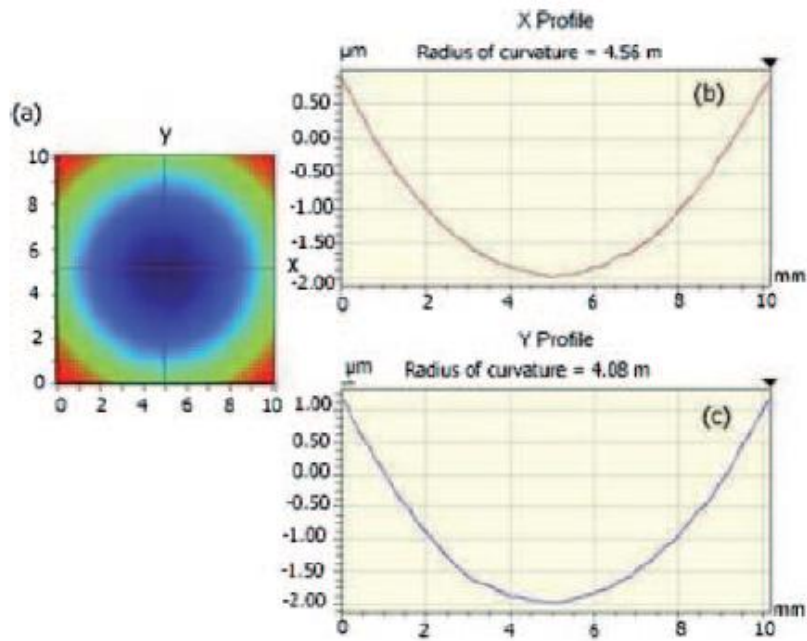 X Profile
µm Radius of curvature = 4.56 m
(a)
Y
10
8
6
4
2
0
X
0 2 4 6 8 10
(b)
0.50
0.00
-0.50
-1.00
-1.50
-2.00
mm
0 2 4 6 8 10
Y Profile
µm Radius of curvature = 4.08 m
(c)
1.00
0.50
0.00
-0.50
-1.00
-1.50
-2.00
mm
0 2 4 6 8 10